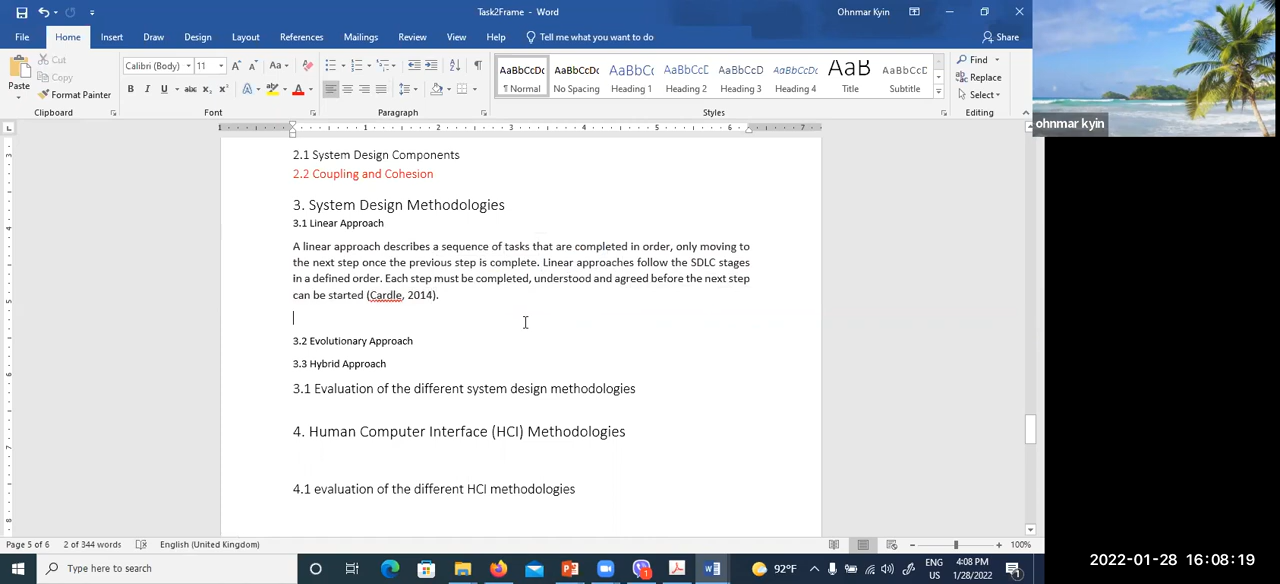 Task2Frame - Word
Ohnmar Kyin
File Home Insert Draw Design Layout References Mailings Review View Help Tell me what you want to do Share
Paste
Cut
Copy
Format Painter
Clipboard
Calibri (Body) 11
Font
Paragraph
AaBbCcDc AaBbCcDc AaBbCc AaBbCcD AaBbCcD AaBbCcDc AaB AaBbCcC
¶ Normal No Spacing Heading 1 Heading 2 Heading 3 Heading 4 Title Subtitle
Styles
Find
Replace
Select
Editing
ohnmar kyin
2.1 System Design Components
2.2 Coupling and Cohesion
3. System Design Methodologies
3.1 Linear Approach
A linear approach describes a sequence of tasks that are completed in order, only moving to
the next step once the previous step is complete. Linear approaches follow the SDLC stages
in a defined order. Each step must be completed, understood and agreed before the next step
can be started (Cardle, 2014).
3.2 Evolutionary Approach
3.3 Hybrid Approach
3.1 Evaluation of the different system design methodologies
4. Human Computer Interface (HCI) Methodologies
4.1 evaluation of the different HCI methodologies
Page 5 of 6 2 of 344 words English (United Kingdom) 100%
Type here to search
92°F
ENG
US
4:08 PM
1/28/2022
2022-01-28 16:08:19